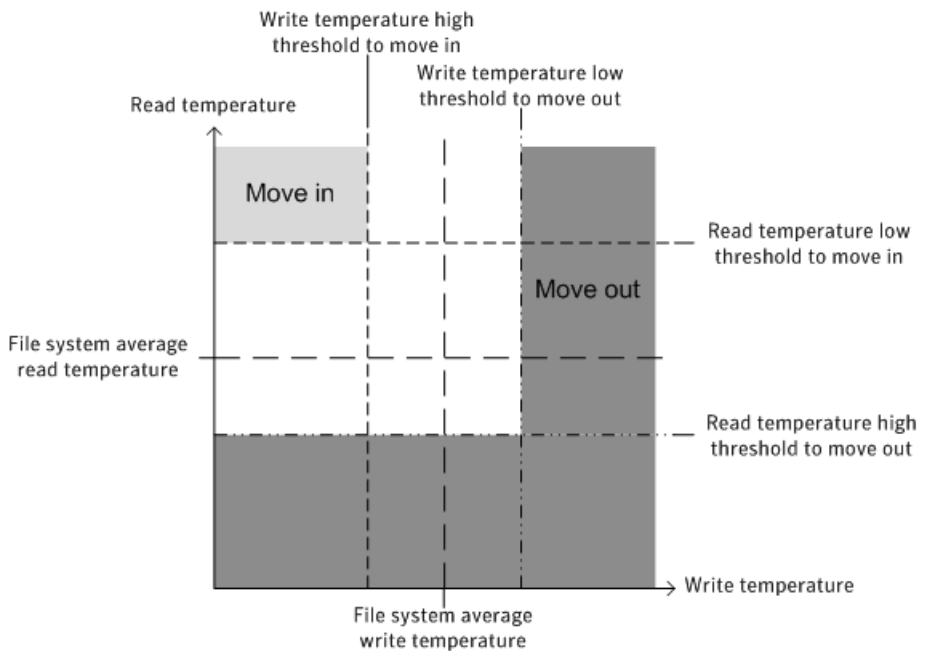 Write temperature high
threshold to move in
Write temperature low
threshold to move out
Read temperature
Move in
Read temperature low
threshold to move in
Move out
File system average
read temperature
Read temperature high
threshold to move out
Write temperature
File system average
write temperature